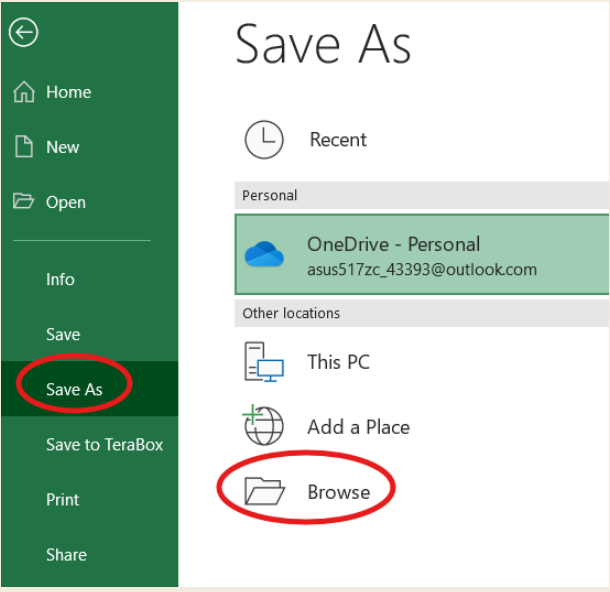 Home
New
Open
Info
Save
Save As
Save to TeraBox
Print
Share
Save As
Recent
Personal
OneDrive - Personal
asus517zc_43393@outlook.com
Other locations
This PC
Add a Place
Browse